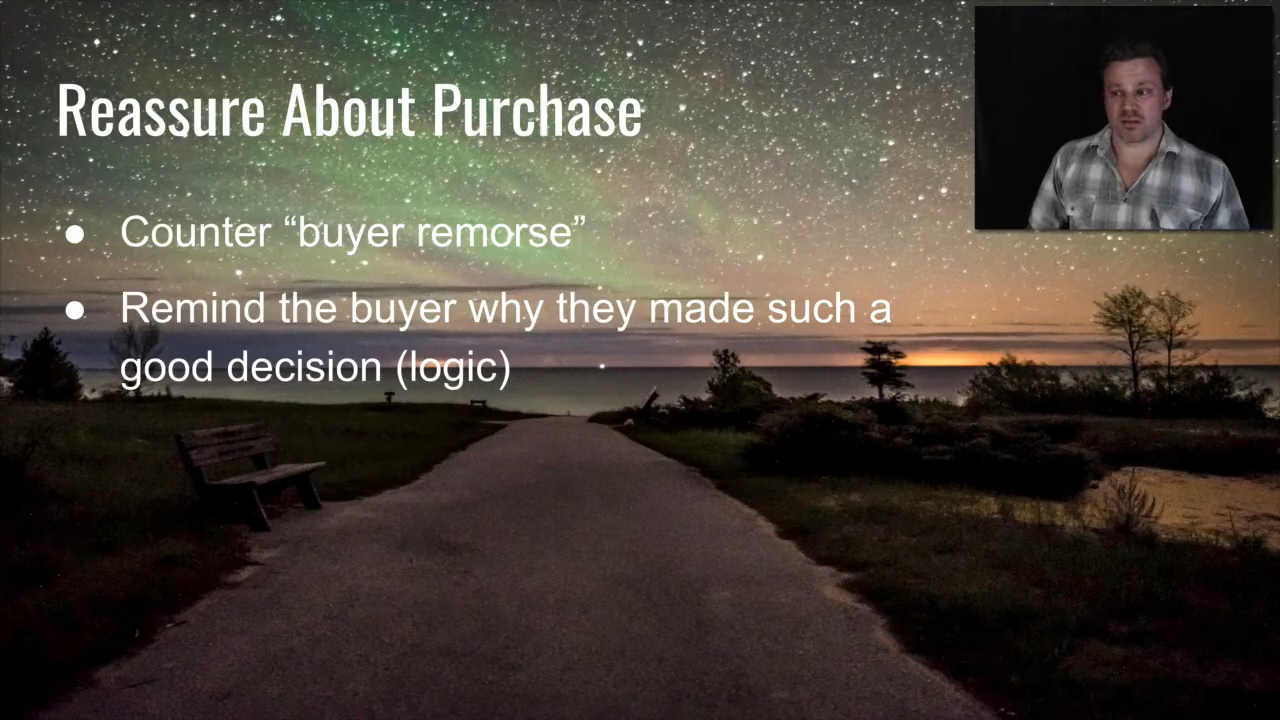 Reassure About Purchase
● Counter “buyer remorse”
● Remind the buyer why they made such a
good decision (logic)